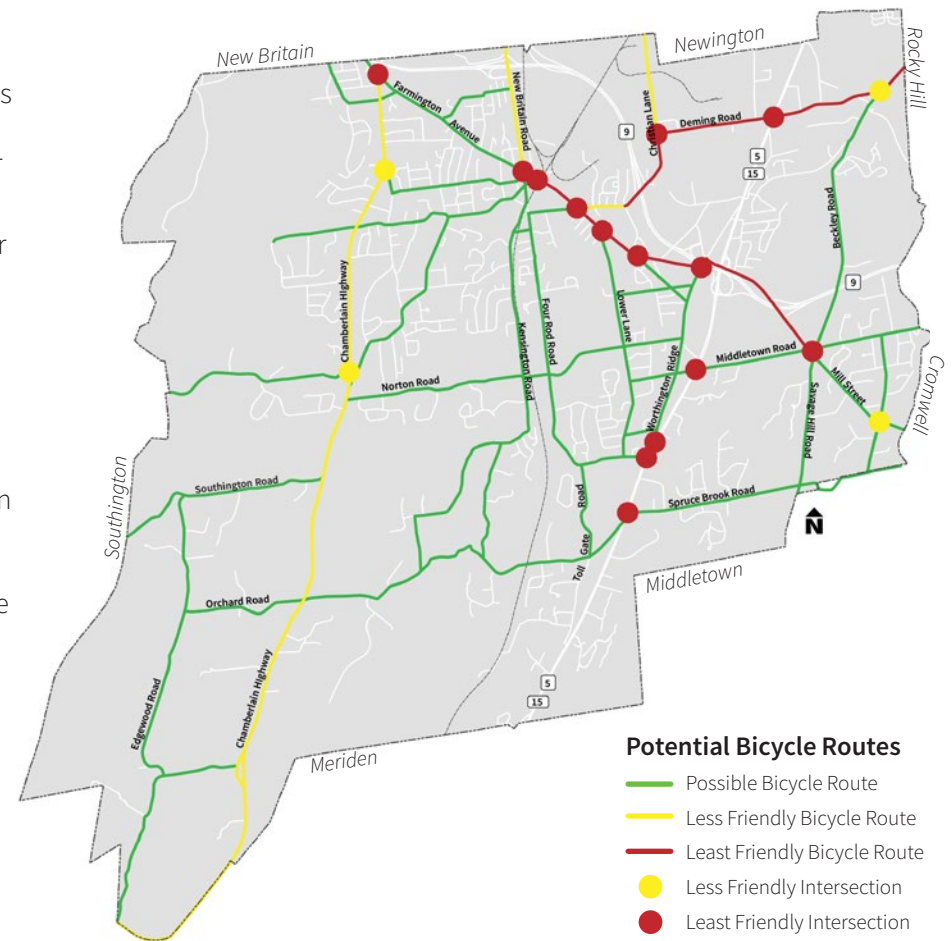 s
r
n
e
New Britain
Newington
Rocky Hill
Farmington
Avenue
New Britain Road
Christian Lane
9
Deming Road
5
15
Beckley Road
9
Chamberlain Highway
Lower Lane
Four Rod Road
Kensington Road
Worthington Ridge
Middletown Road
Norton Road
Mill Street
Savage Hill Road
Cromwell
Southington
Southington Road
Spruce Brook Road
N
Toll Gate Road
Middletown
Orchard Road
Edgewood Road
Chamberlain Highway
5
15
Meriden
Potential Bicycle Routes
Possible Bicycle Route
Less Friendly Bicycle Route
Least Friendly Bicycle Route
Less Friendly Intersection
Least Friendly Intersection